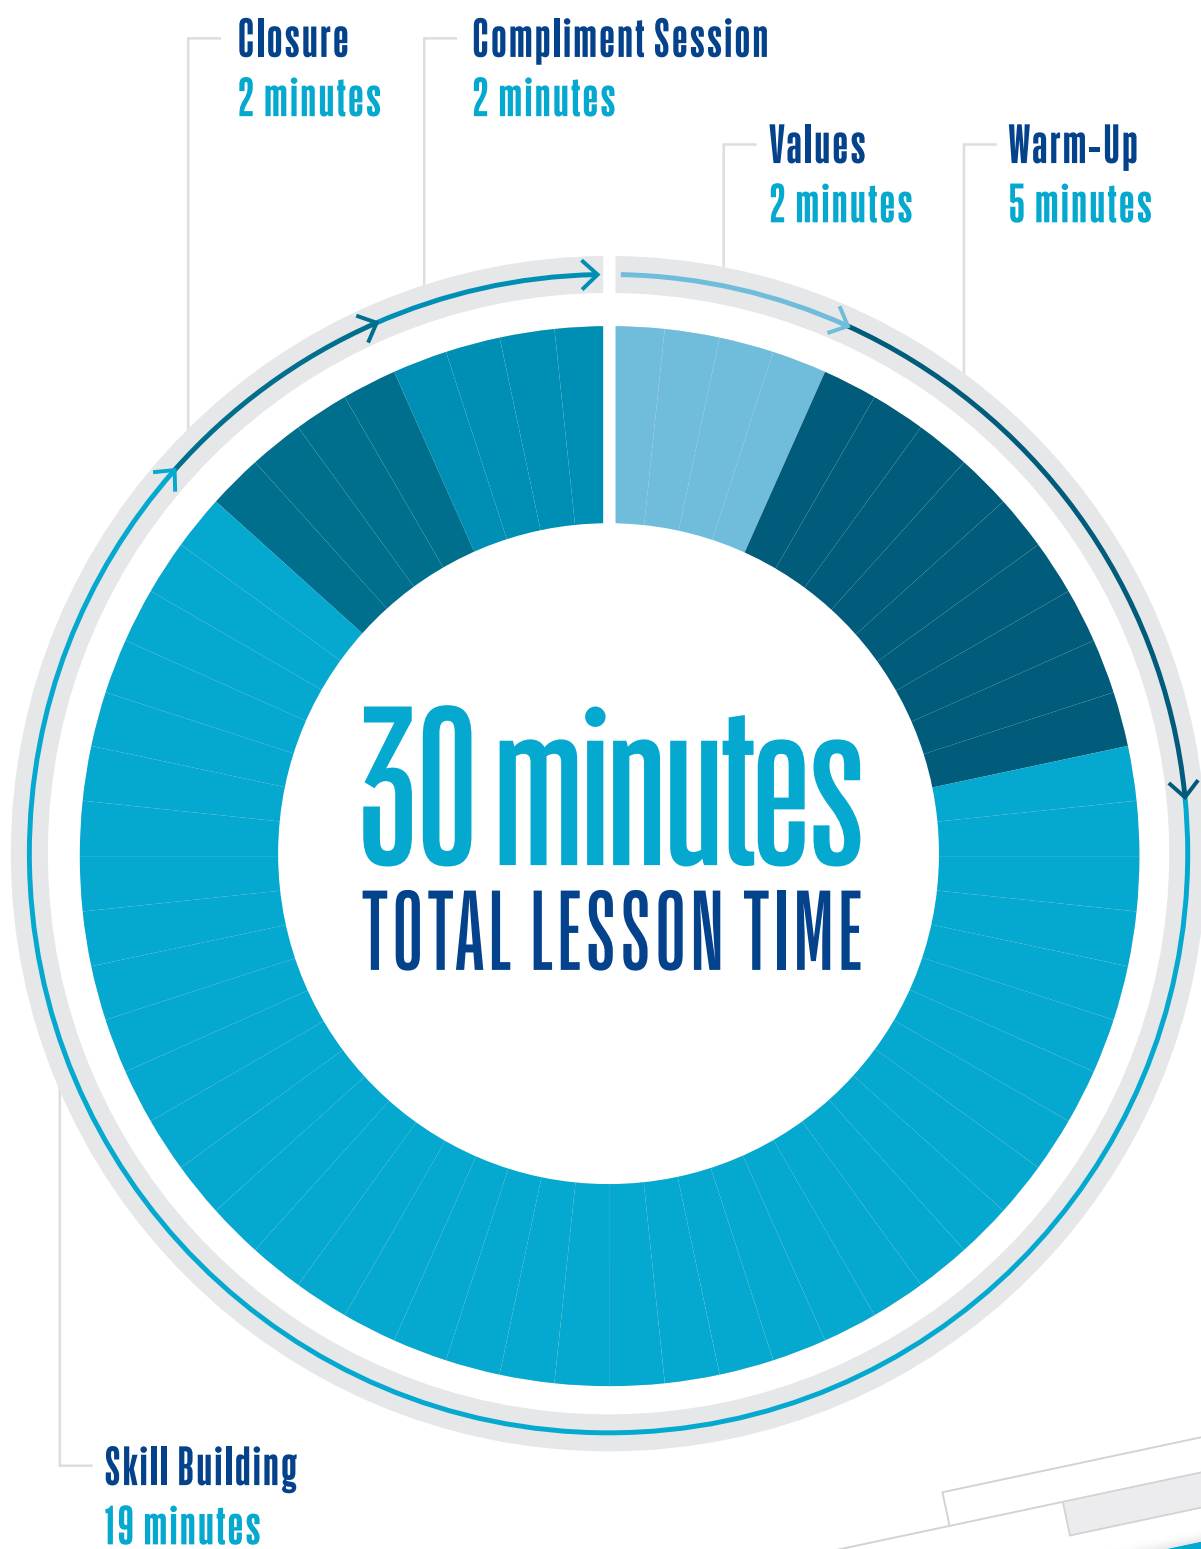 Closure
2 minutes
Compliment Session
2 minutes
Values
2 minutes
Warm-Up
5 minutes
30 minutes
TOTAL LESSON TIME
Skill Building
19 minutes